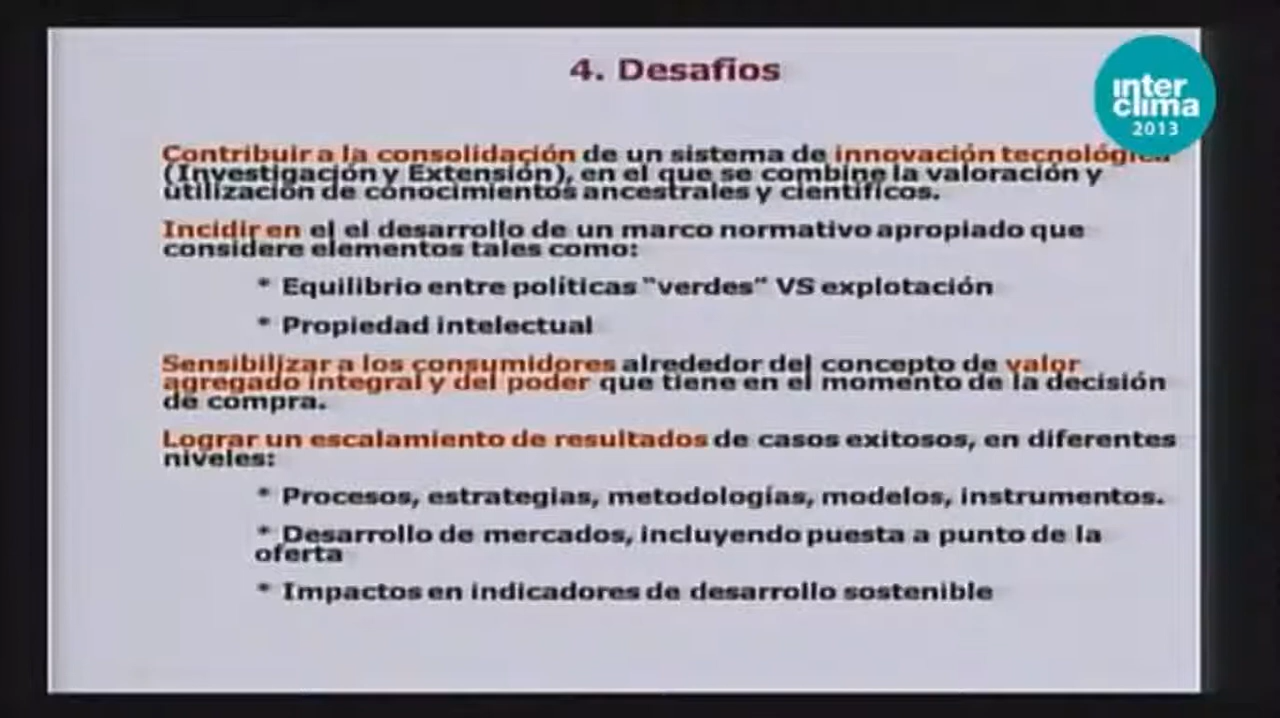 4. Desafíos
inter
clima
2013
Contribuir a la consolidación de un sistema de innovación tecnológica
(Investigación y Extensión), en el que se combine la valoración y
utilización de conocimientos ancestrales y científicos.
Incidir en el el desarrollo de un marco normativo apropiado que
considere elementos tales como:
* Equilibrio entre políticas "verdes" VS explotación
* Propiedad intelectual
Sensibilizar a los consumidores alrededor del concepto de valor
agregado integral y del poder que tiene en el momento de la decisión
de compra.
Lograr un escalamiento de resultados de casos exitosos, en diferentes
niveles:
* Procesos, estrategias, metodologías, modelos, instrumentos.
* Desarrollo de mercados, incluyendo puesta a punto de la
oferta
* Impactos en indicadores de desarrollo sostenible